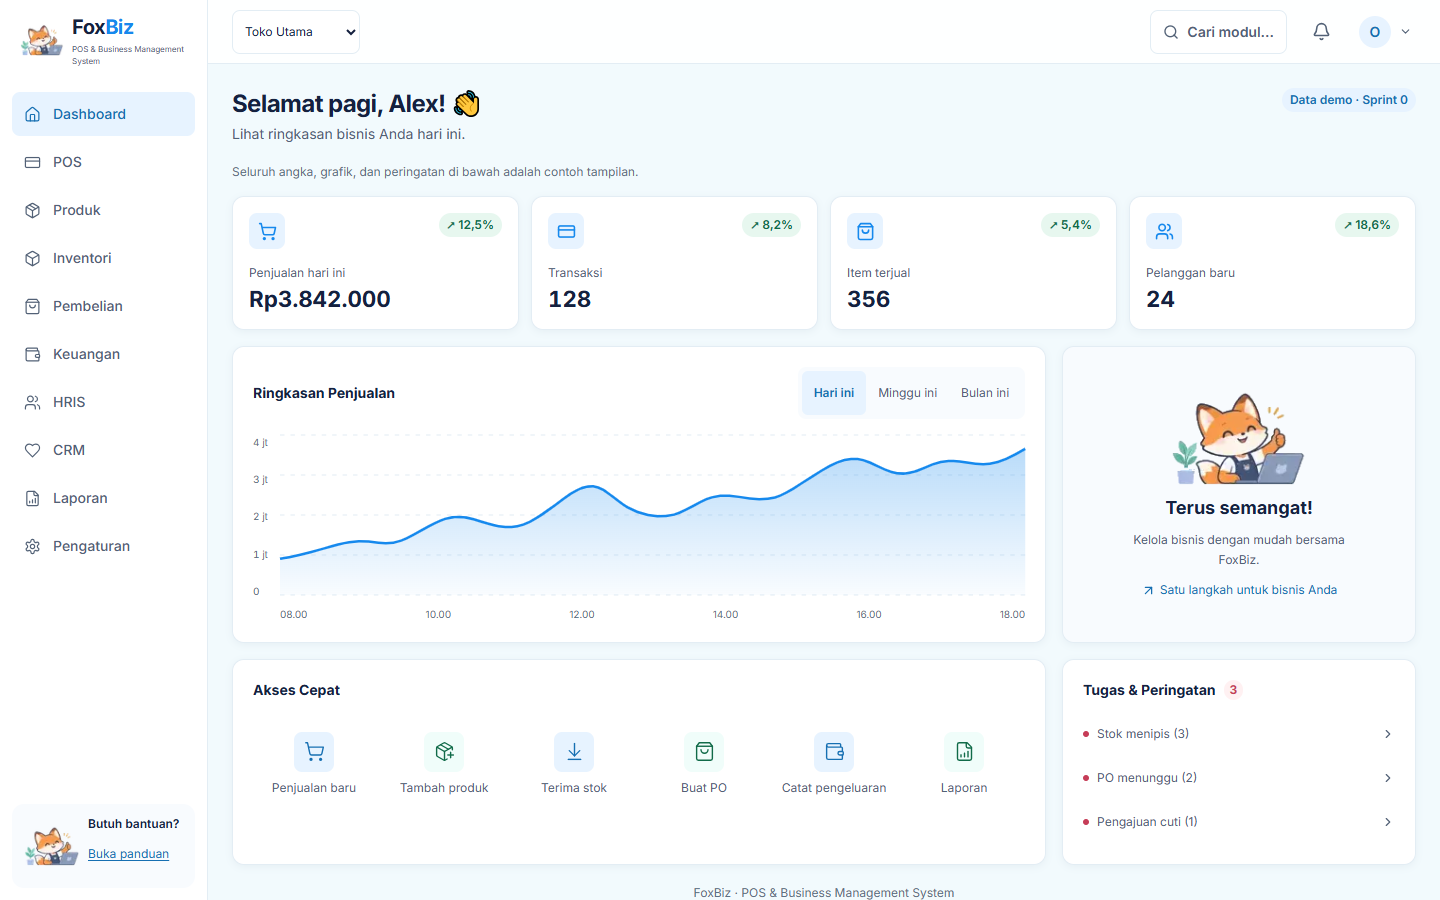 FoxBiz
POS & Business Management
System
Toko Utama
Cari modul...
O
Dashboard
POS
Produk
Inventori
Pembelian
Keuangan
HRIS
CRM
Laporan
Pengaturan
Butuh bantuan?
Buka panduan
Selamat pagi, Alex! 👋
Data demo · Sprint 0
Lihat ringkasan bisnis Anda hari ini.
Seluruh angka, grafik, dan peringatan di bawah adalah contoh tampilan.
↗ 12,5%
Penjualan hari ini
Rp3.842.000
↗ 8,2%
Transaksi
128
↗ 5,4%
Item terjual
356
↗ 18,6%
Pelanggan baru
24
Ringkasan Penjualan
Hari ini
Minggu ini
Bulan ini
4 jt
3 jt
2 jt
1 jt
0
08.00
10.00
12.00
14.00
16.00
18.00
Terus semangat!
Kelola bisnis dengan mudah bersama
FoxBiz.
Satu langkah untuk bisnis Anda
Akses Cepat
Penjualan baru
Tambah produk
Terima stok
Buat PO
Catat pengeluaran
Laporan
Tugas & Peringatan 3
Stok menipis (3)
PO menunggu (2)
Pengajuan cuti (1)
FoxBiz · POS & Business Management System